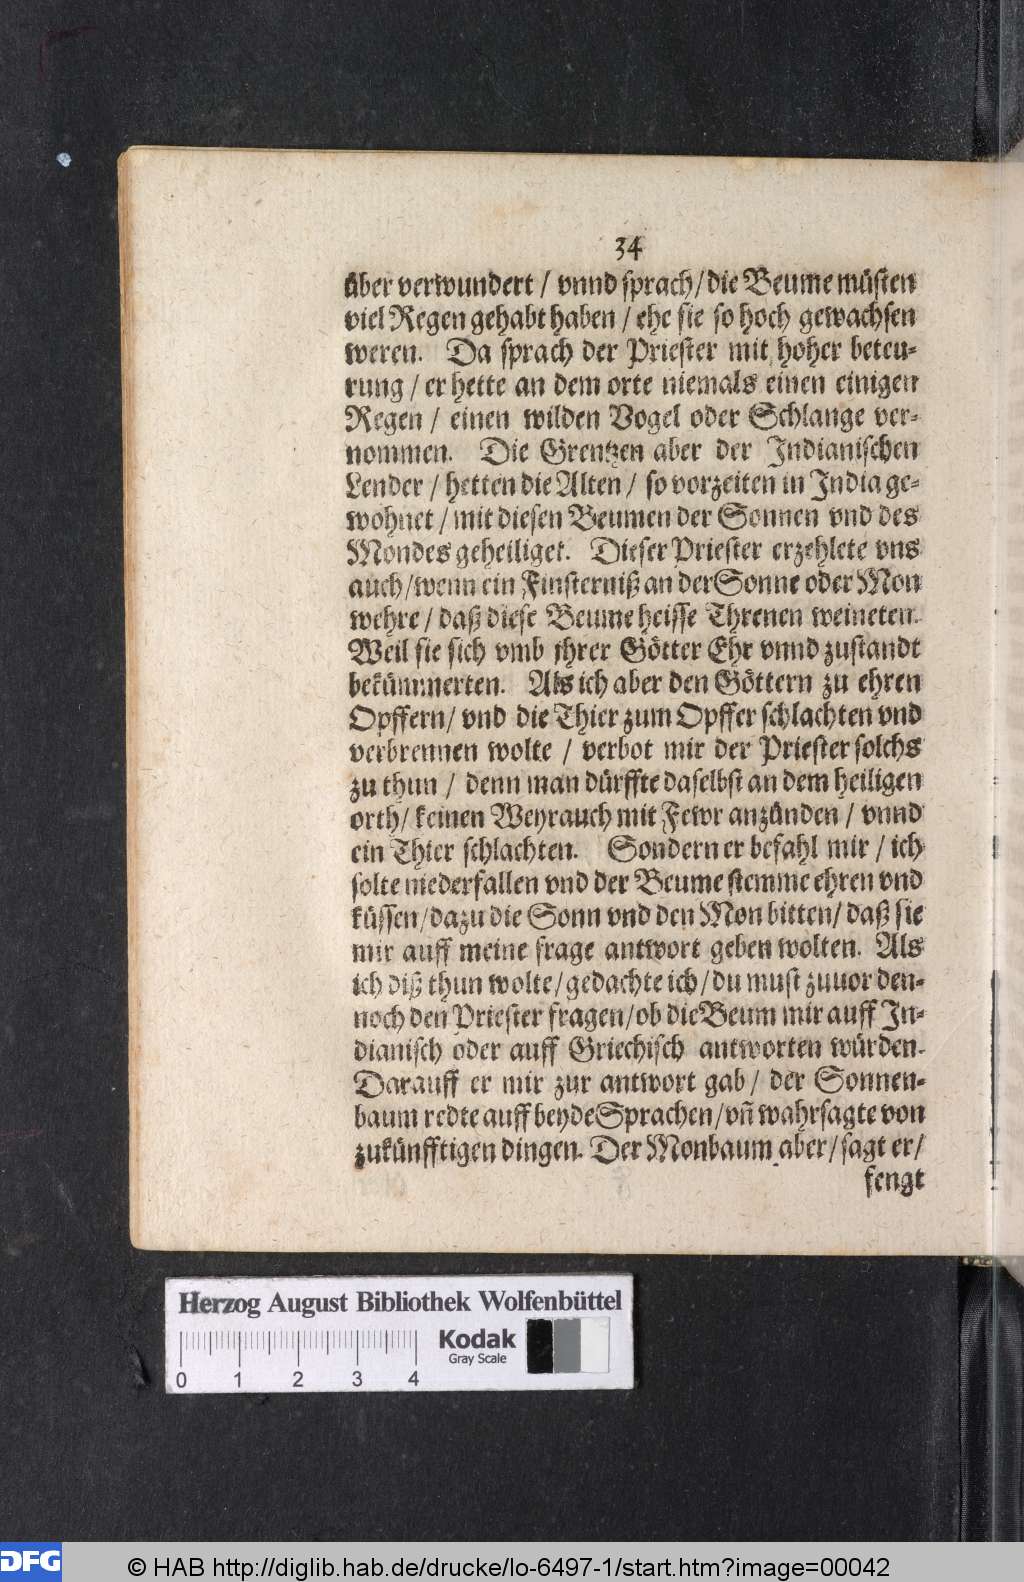 34
über verwundert / vnnd sprach / die Beume müsten
viel Regen gehabt haben / ehe sie so hoch gewachsen
weren. Da sprach der Priester mit hoher beteu-
rung / er hette an dem orte niemals einen einigen
Regen / einen wilden Vogel oder Schlange ver-
nommen. Die Grentzen aber der Indianischen
Lender / hetten die Alten / so vorzeiten in India ge-
wohnet / mit diesen Beumen der Sonnen vnd des
Mondes geheiliget. Dieser Priester erzehlete vns
auch / wenn ein Finsterniß an der Sonne oder Mon
wehre / daß diese Beume heisse Threnen weineten.
Weil sie sich vmb jhrer Götter Ehr vnnd zustandt
bekümmerten. Als ich aber den Göttern zu ehren
Opffern / vnd die Thier zum Opffer schlachten vnd
verbrennen wolte / verbot mir der Priester solchs
zu thun / denn man dürffte daselbst an dem heiligen
orth / keinen Weyrauch mit Fewr anzünden / vnnd
ein Thier schlachten. Sondern er befahl mir / ich
solte niederfallen vnd der Beume stemme ehren vnd
küssen / dazu die Sonn vnd den Mon bitten / daß sie
mir auff meine frage antwort geben wolten. Als
ich diß thun wolte / gedachte ich / du must zuuor den-
noch den Priester fragen / ob die Beum mir auff In-
dianisch oder auff Griechisch antworten würden.
Darauff er mir zur antwort gab / der Sonnen-
baum redte auff beyde Sprachen / vñ wahrsagte von
zukünfftigen dingen. Der Monbaum aber / sagt er /
fengt
Herzog August Bibliothek Wolfenbüttel
Kodak
Gray Scale
0 1 2 3 4
DFG
© HAB http://diglib.hab.de/drucke/lo-6497-1/start.htm?image=00042